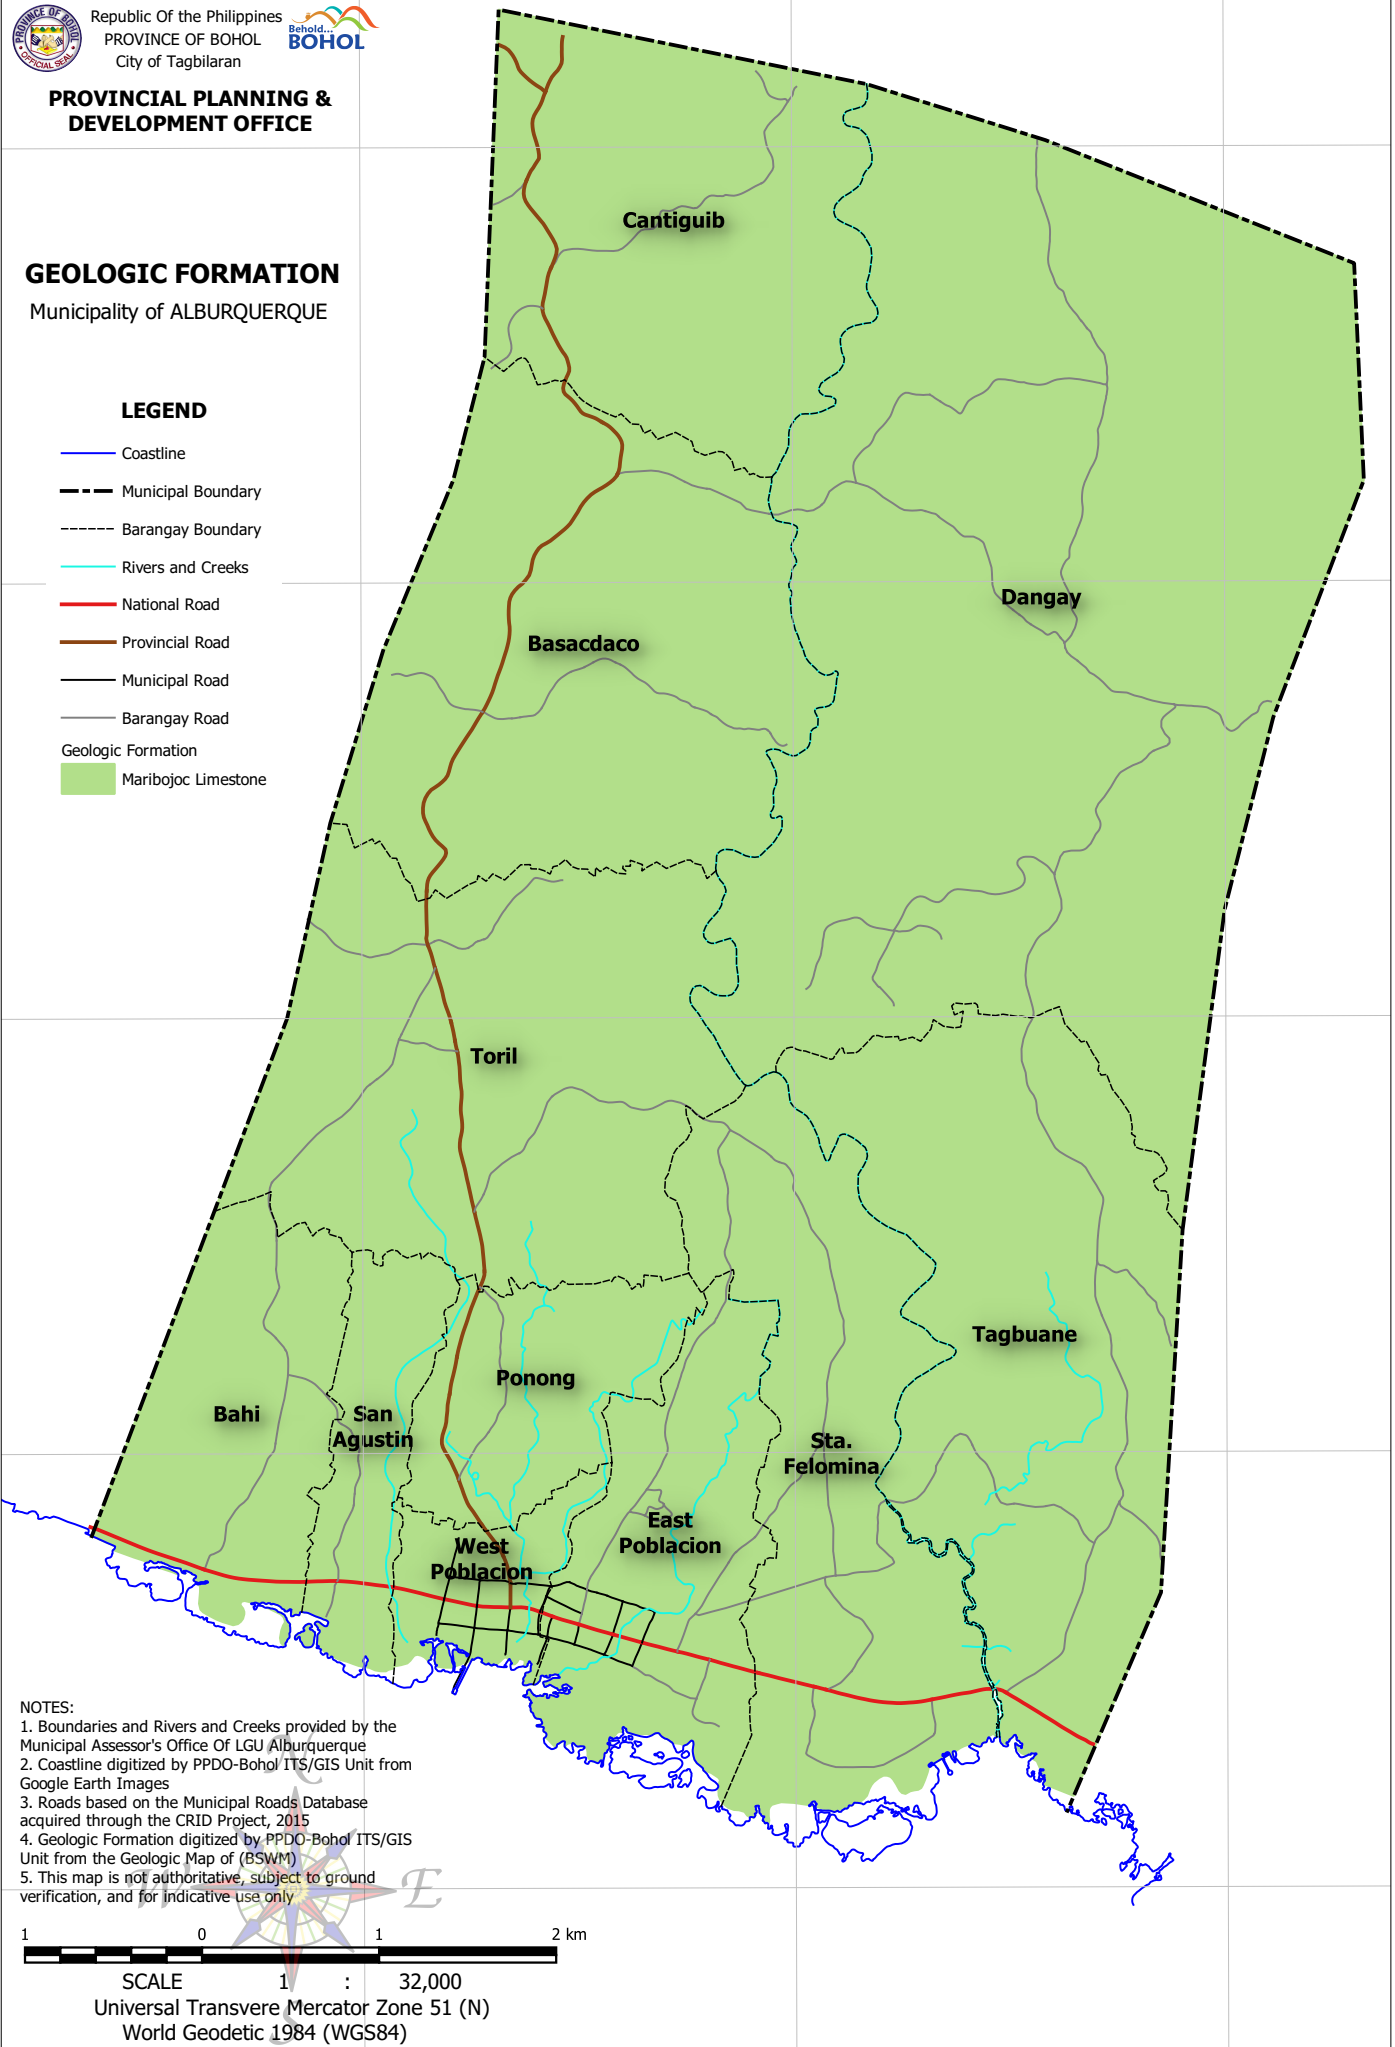 PROVINCE OF BOHOL
OFFICIAL SEAL
Republic Of the Philippines
PROVINCE OF BOHOL
City of Tagbilaran
Behold...
BOHOL
PROVINCIAL PLANNING &
DEVELOPMENT OFFICE
GEOLOGIC FORMATION
Municipality of ALBURQUERQUE
LEGEND
Coastline
Municipal Boundary
Barangay Boundary
Rivers and Creeks
National Road
Provincial Road
Municipal Road
Barangay Road
Geologic Formation
Maribojoc Limestone
Cantiguib
Dangay
Basacdaco
Toril
Tagbuane
Ponong
Bahi
San
Agustin
Sta.
Felomina
East
Poblacion
West
Poblacion
NOTES:
1. Boundaries and Rivers and Creeks provided by the
Municipal Assessor's Office Of LGU Alburquerque
2. Coastline digitized by PPDO-Bohol ITS/GIS Unit from
Google Earth Images
3. Roads based on the Municipal Roads Database
acquired through the CRID Project, 2015
4. Geologic Formation digitized by PPDO-Bohol ITS/GIS
Unit from the Geologic Map of (BSWM)
5. This map is not authoritative, subject to ground
verification, and for indicative use only
N
W
E
S
1 0 1 2 km
SCALE 1 : 32,000
Universal Transvere Mercator Zone 51 (N)
World Geodetic 1984 (WGS84)